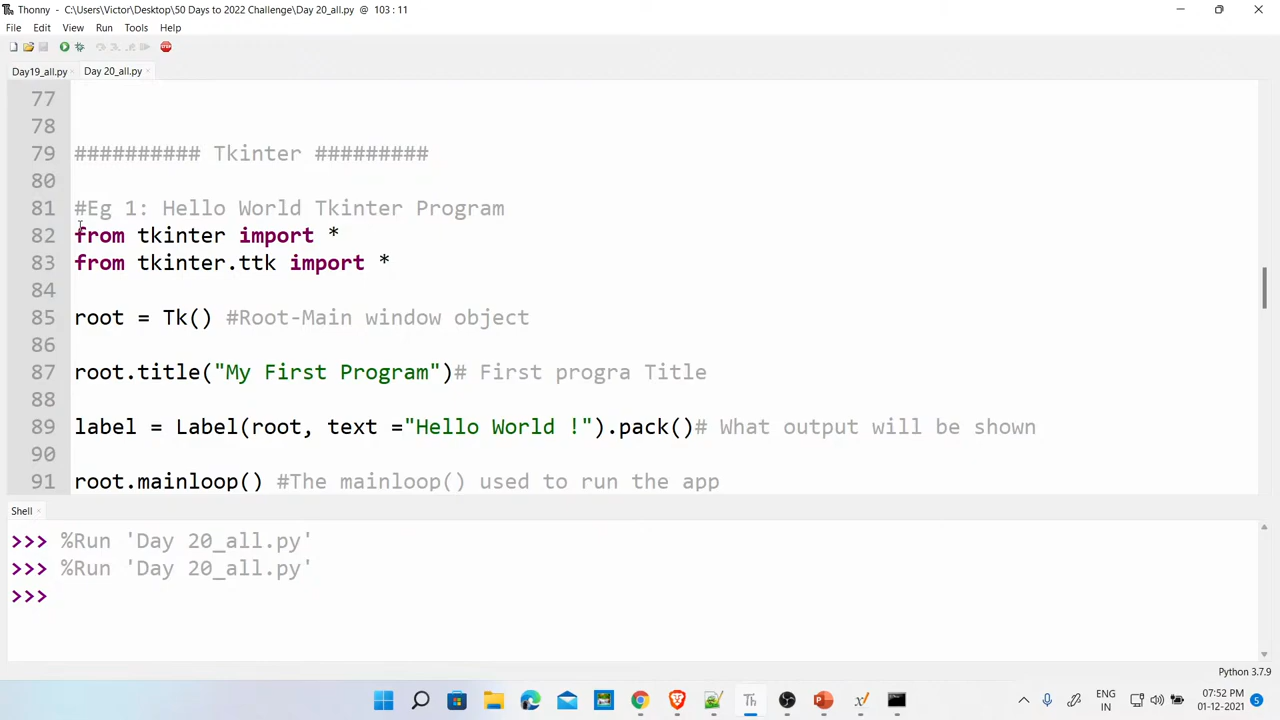 Thonny - C:\Users\Victor\Desktop\50 Days to 2022 Challenge\Day 20_all.py @ 103 : 11
File Edit View Run Tools Help
Day19_all.py × Day 20_all.py ×
77
78
79 ########## Tkinter #########
80
81 #Eg 1: Hello World Tkinter Program
82 from tkinter import *
83 from tkinter.ttk import *
84
85 root = Tk() #Root-Main window object
86
87 root.title("My First Program")# First progra Title
88
89 label = Label(root, text ="Hello World !").pack()# What output will be shown
90
91 root.mainloop() #The mainloop() used to run the app
Shell ×
>>> %Run 'Day 20_all.py'
>>> %Run 'Day 20_all.py'
>>>
Python 3.7.9
Th
ENG
IN
07:52 PM
01-12-2021
5